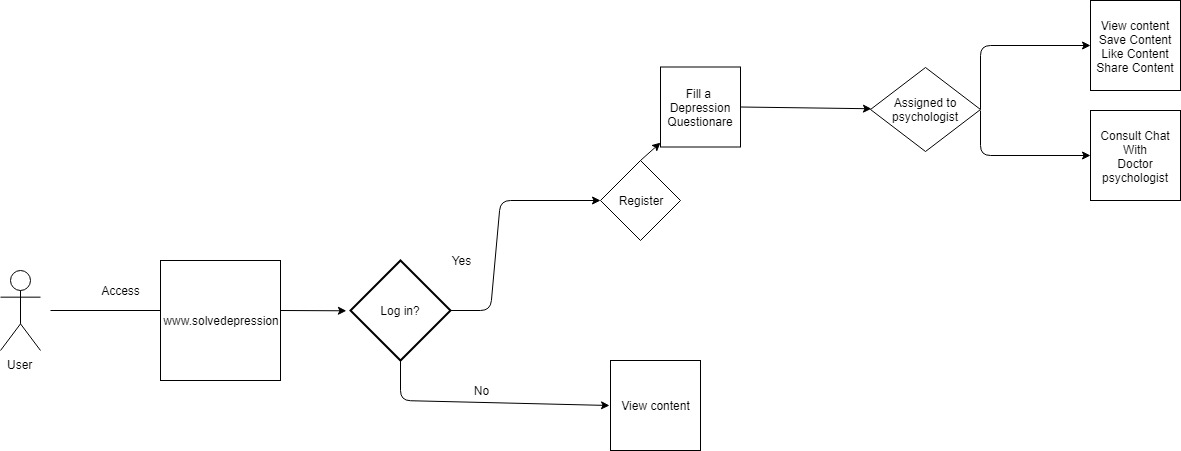 User
Access
www.solvedepression
Log in?
Yes
No
View content
Register
Fill a
Depression
Questionare
Assigned to
psychologist
View content
Save Content
Like Content
Share Content
Consult Chat
With
Doctor
psychologist